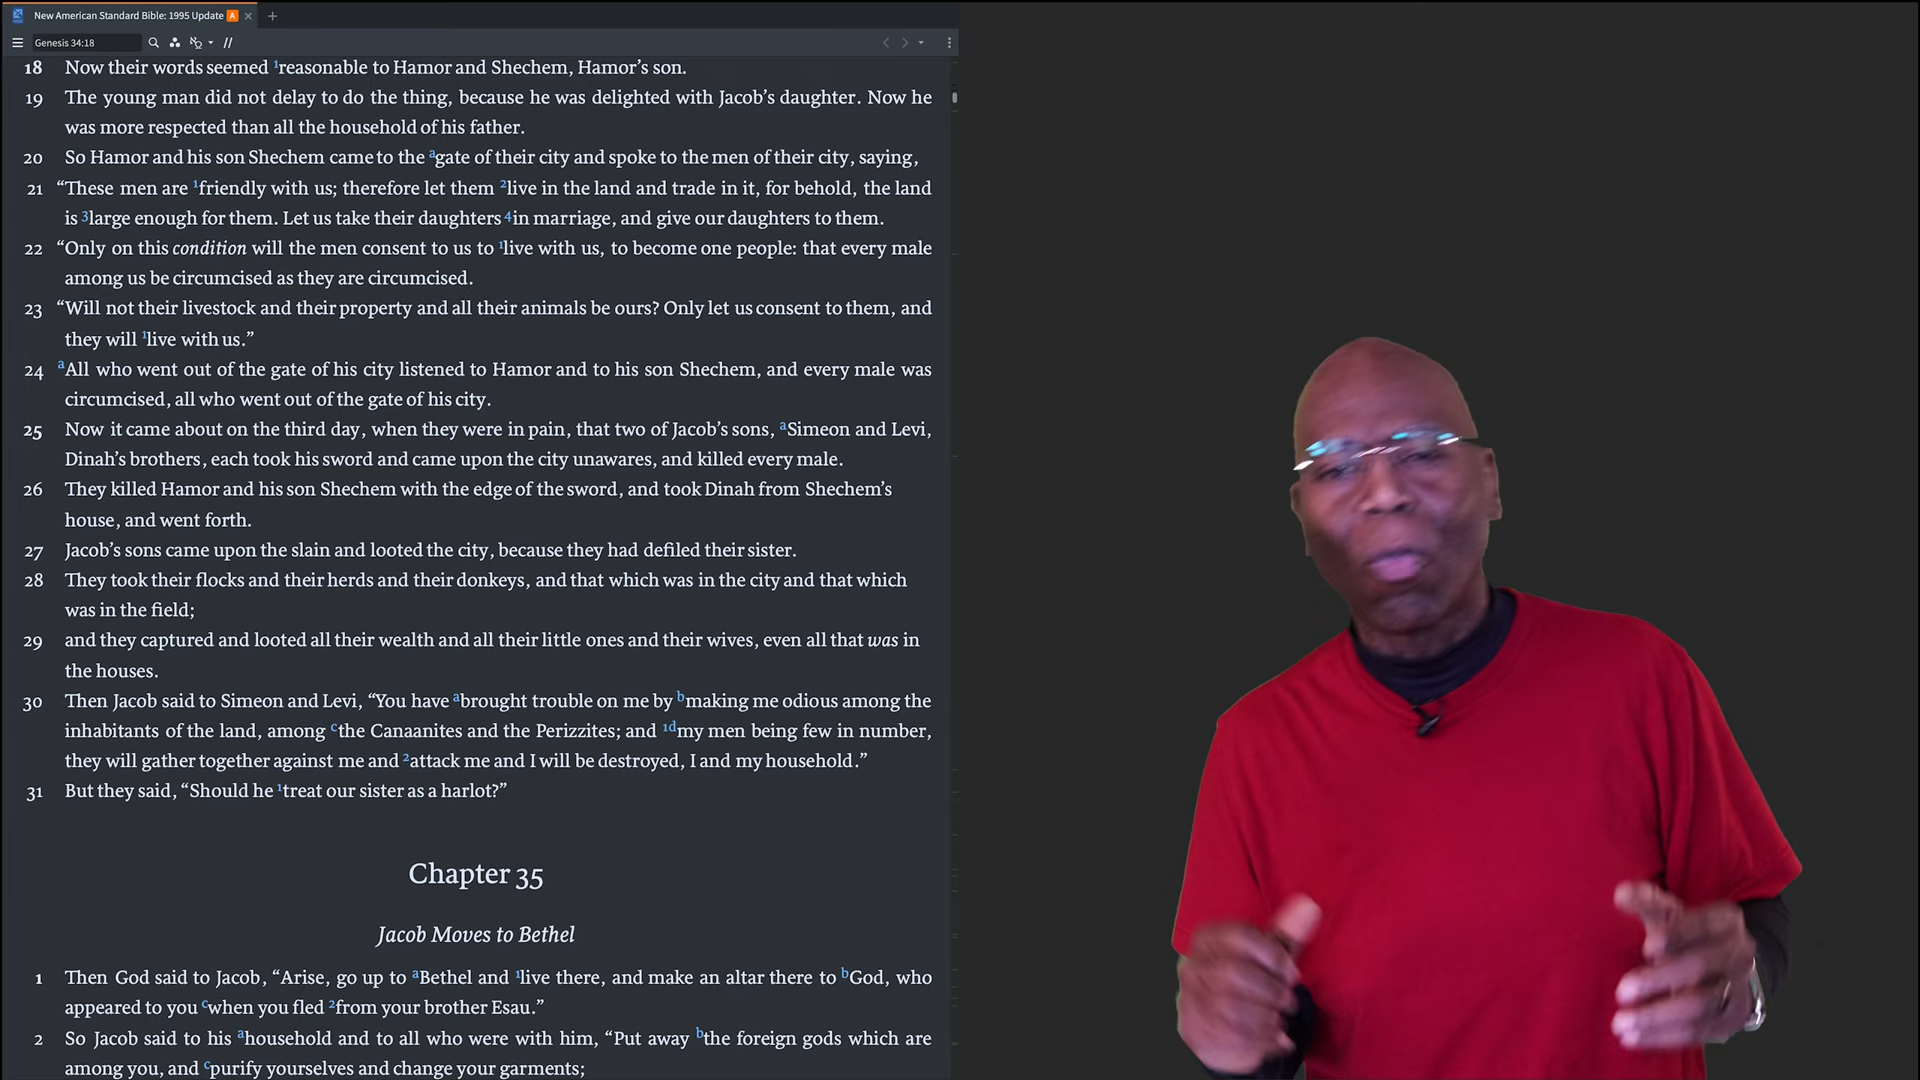 New American Standard Bible: 1995 Update A
Genesis 34:18
18 Now their words seemed 1reasonable to Hamor and Shechem, Hamor’s son.
19 The young man did not delay to do the thing, because he was delighted with Jacob’s daughter. Now he
was more respected than all the household of his father.
20 So Hamor and his son Shechem came to the agate of their city and spoke to the men of their city, saying,
21 “These men are 1friendly with us; therefore let them 2live in the land and trade in it, for behold, the land
is 3large enough for them. Let us take their daughters 4in marriage, and give our daughters to them.
22 “Only on this condition will the men consent to us to 1live with us, to become one people: that every male
among us be circumcised as they are circumcised.
23 “Will not their livestock and their property and all their animals be ours? Only let us consent to them, and
they will 1live with us.”
24 aAll who went out of the gate of his city listened to Hamor and to his son Shechem, and every male was
circumcised, all who went out of the gate of his city.
25 Now it came about on the third day, when they were in pain, that two of Jacob’s sons, aSimeon and Levi,
Dinah’s brothers, each took his sword and came upon the city unawares, and killed every male.
26 They killed Hamor and his son Shechem with the edge of the sword, and took Dinah from Shechem’s
house, and went forth.
27 Jacob’s sons came upon the slain and looted the city, because they had defiled their sister.
28 They took their flocks and their herds and their donkeys, and that which was in the city and that which
was in the field;
29 and they captured and looted all their wealth and all their little ones and their wives, even all that was in
the houses.
30 Then Jacob said to Simeon and Levi, “You have abrought trouble on me by bmaking me odious among the
inhabitants of the land, among cthe Canaanites and the Perizzites; and 1dmy men being few in number,
they will gather together against me and 2attack me and I will be destroyed, I and my household.”
31 But they said, “Should he 1treat our sister as a harlot?”
Chapter 35
Jacob Moves to Bethel
1 Then God said to Jacob, “Arise, go up to aBethel and 1live there, and make an altar there to bGod, who
appeared to you cwhen you fled 2from your brother Esau.”
2 So Jacob said to his ahousehold and to all who were with him, “Put away bthe foreign gods which are
among you, and cpurify yourselves and change your garments;